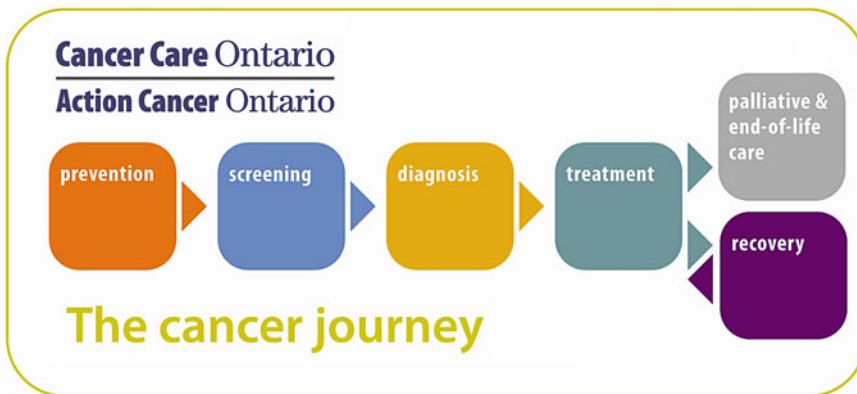 Cancer Care Ontario
Action Cancer Ontario
prevention
screening
diagnosis
treatment
palliative &
end-of-life
care
recovery
The cancer journey